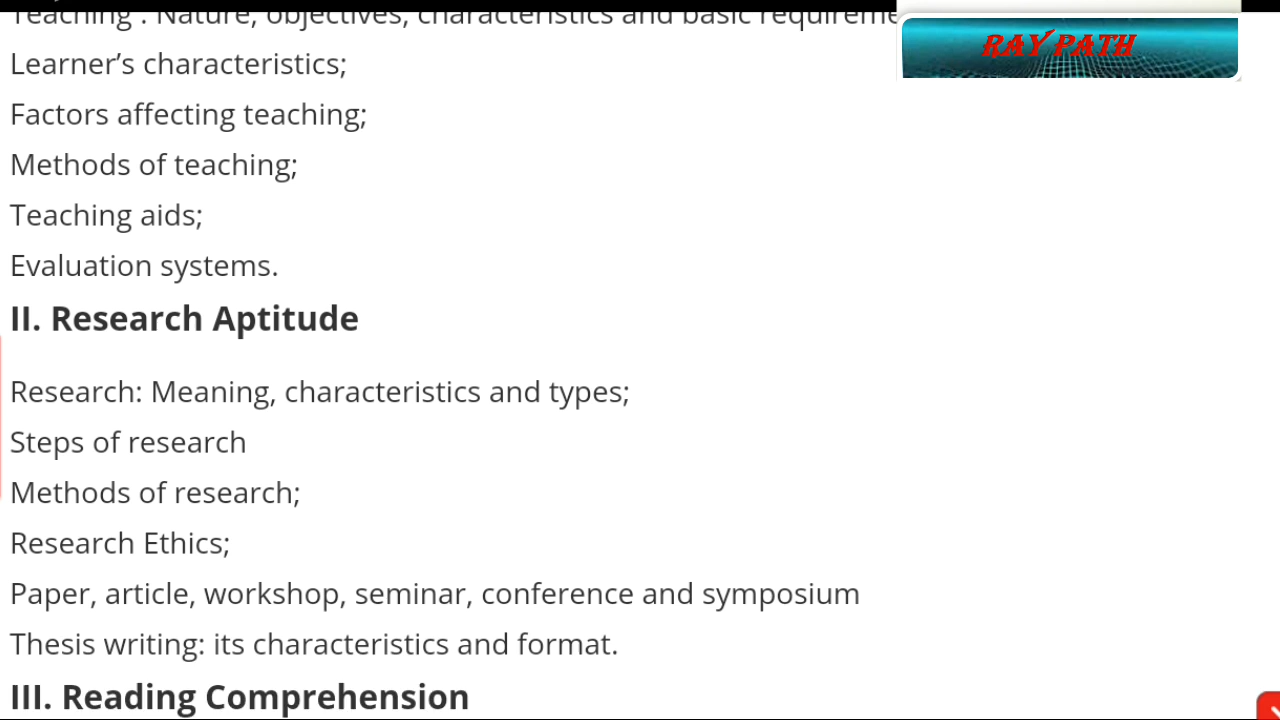 Teaching : Nature, objectives, characteristics and basic
RAY PATH
Learner’s characteristics;
Factors affecting teaching;
Methods of teaching;
Teaching aids;
Evaluation systems.
II. Research Aptitude
Research: Meaning, characteristics and types;
Steps of research
Methods of research;
Research Ethics;
Paper, article, workshop, seminar, conference and symposium
Thesis writing: its characteristics and format.
III. Reading Comprehension